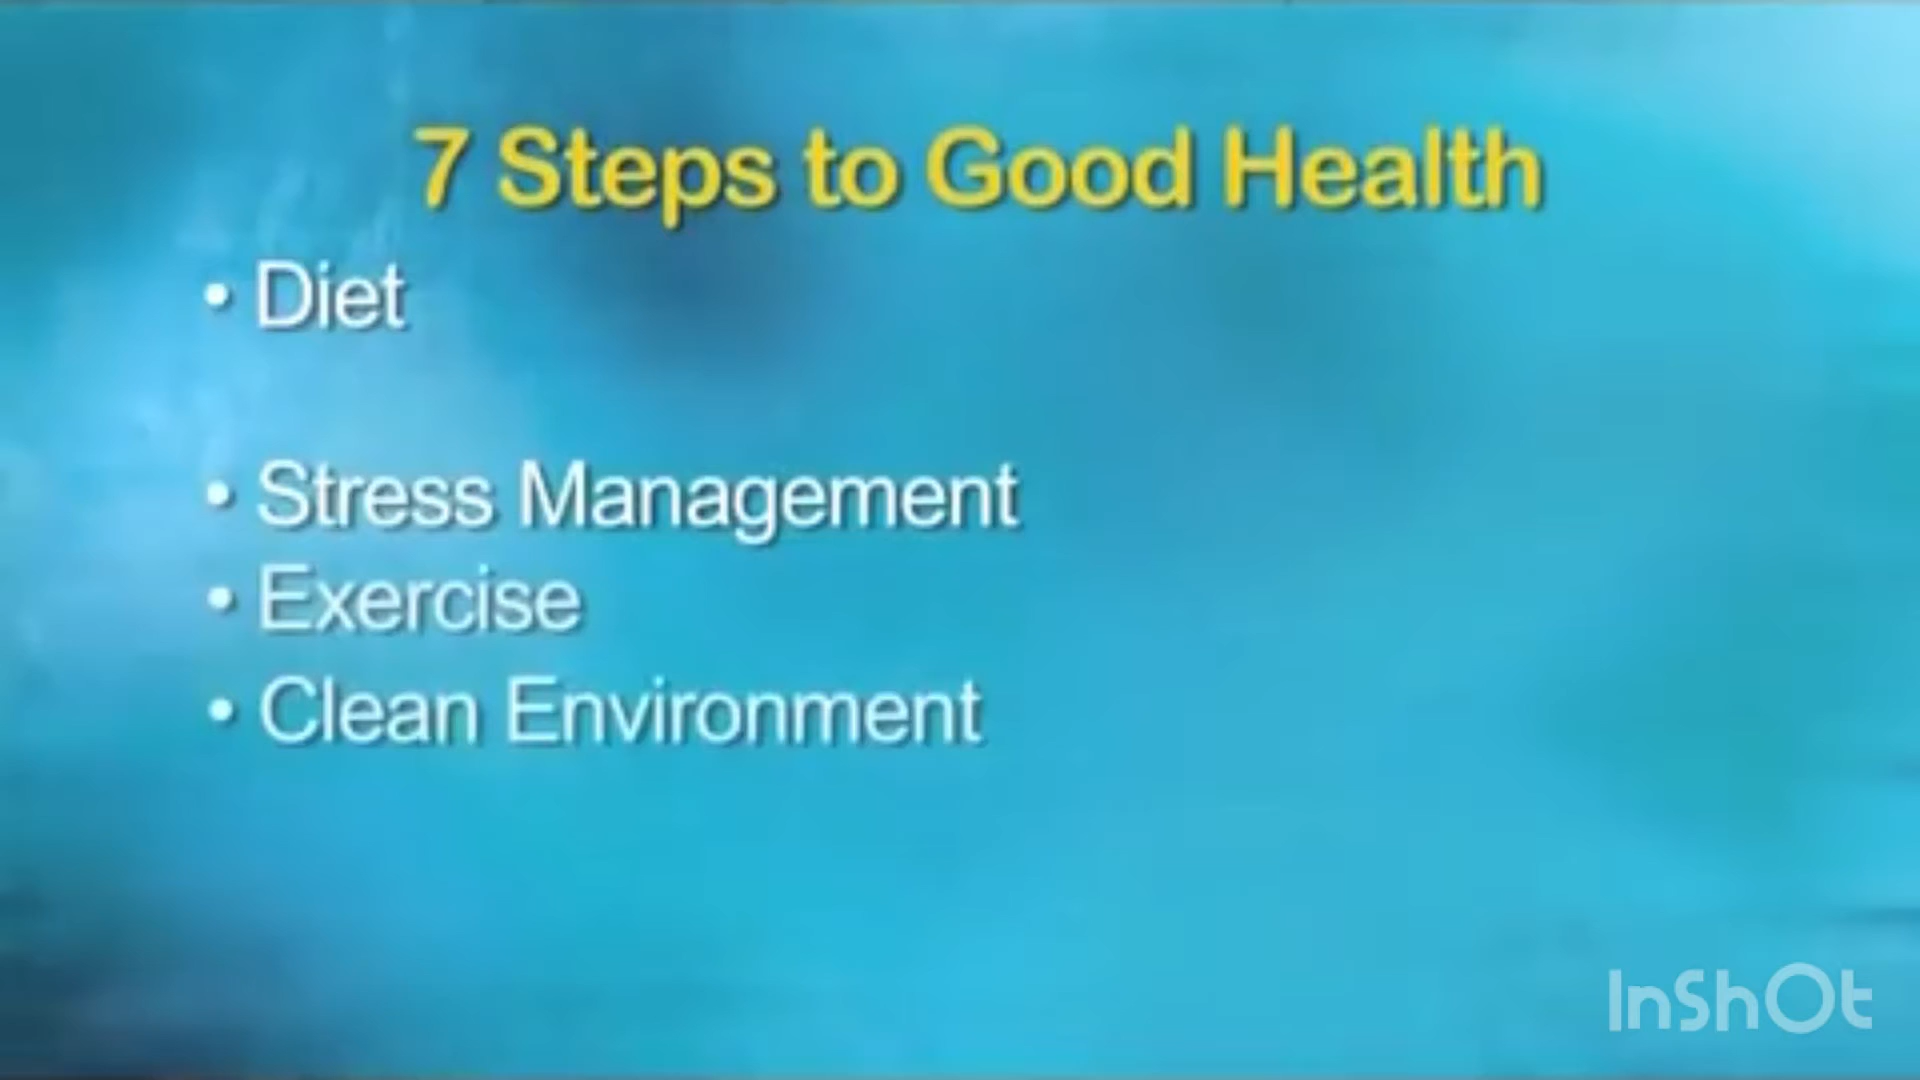 7 Steps to Good Health
• Diet
• Stress Management
• Exercise
• Clean Environment
InShOt